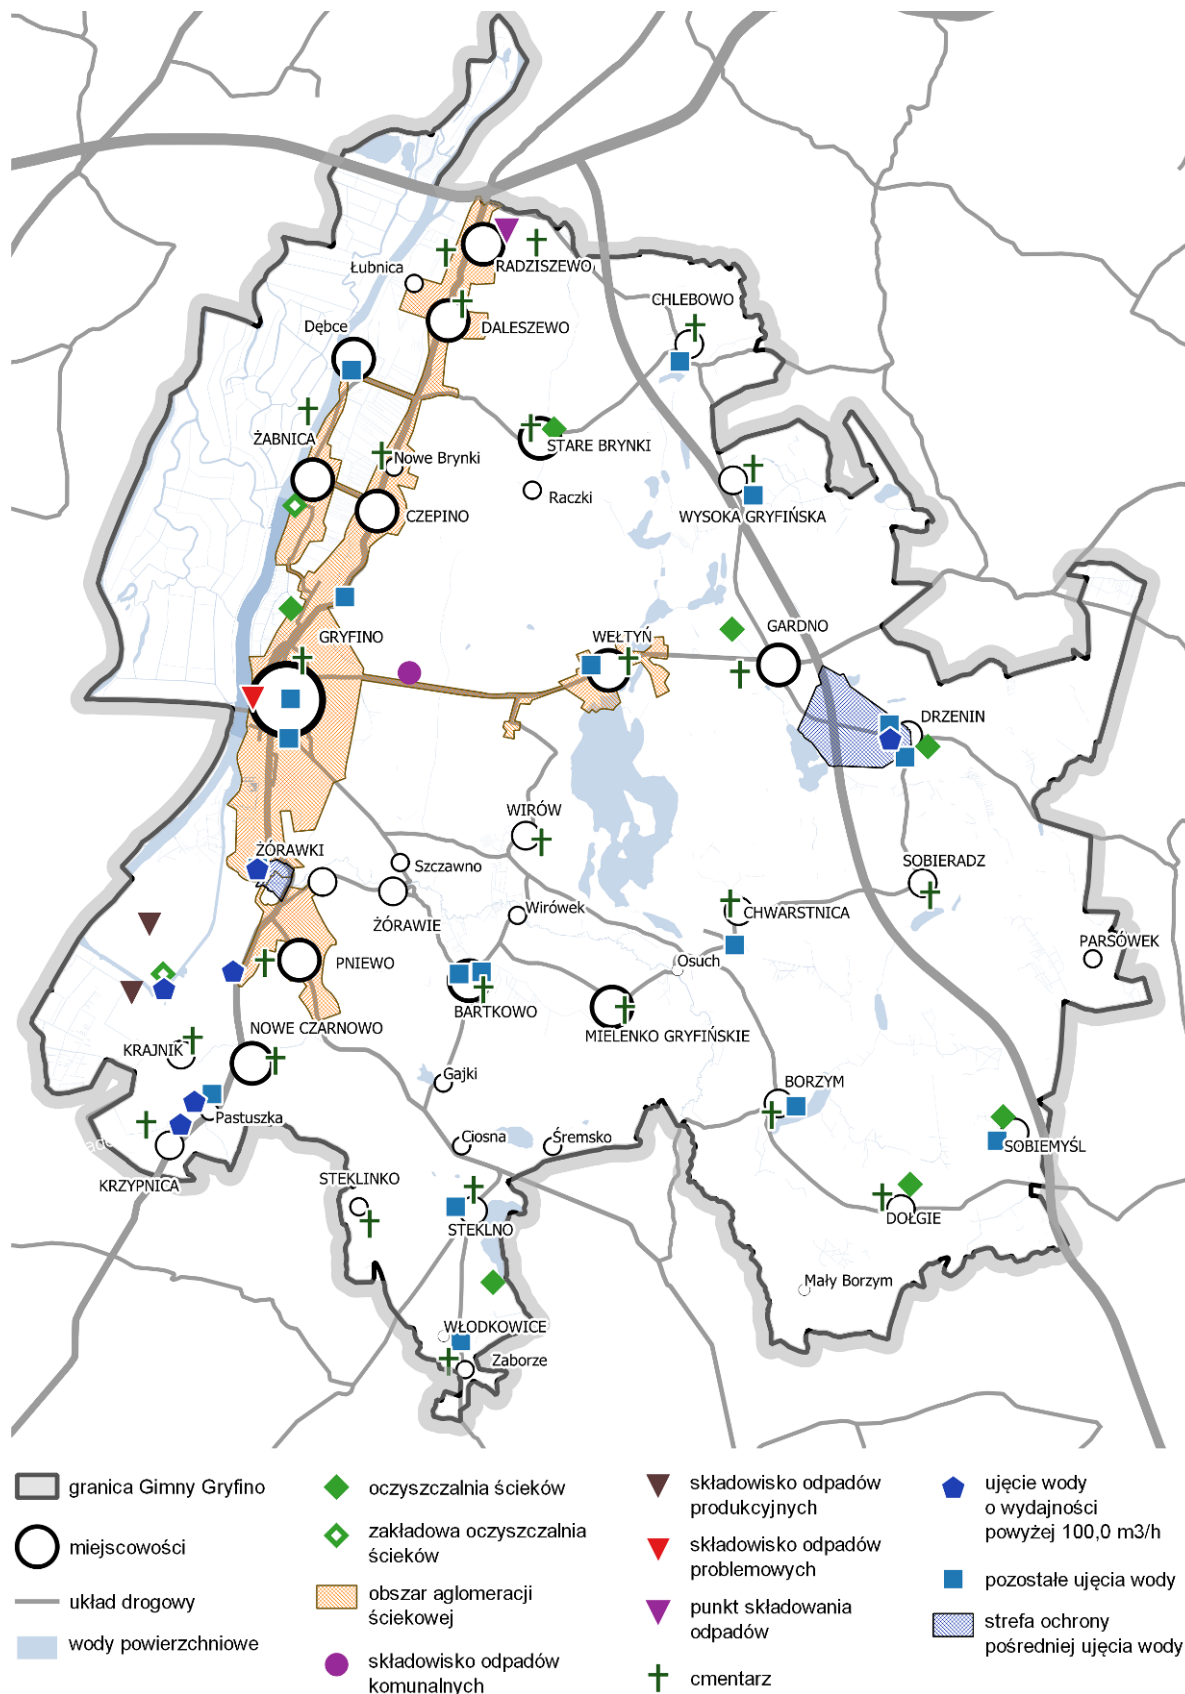 RADZISZEWO
Łubnica
CHLEBOWO
DALESZEWO
Dębce
ŻABNICA
STARE BRYNKI
Nowe Brynki
Raczki
CZEPINO
WYSOKA GRYFIŃSKA
GRYFINO
WEŁTYŃ
GARDNO
DRZENIN
WIRÓW
ŻÓRAWKI
Szczawno
SOBIERADZ
ŻÓRAWIE
Wirówek
CHWARSTNICA
PARSÓWEK
PNIEWO
Osuch
BARTKOWO
NOWE CZARNOWO
MIELENKO GRYFIŃSKIE
KRAJNIK
Gajki
BORZYM
Pastuszka
Ciosna
Śremsko
SOBIEMYŚL
KRZYPNICA
STEKLINKO
STEKLNO
DOŁGIE
Mały Borzym
WŁODKOWICE
Zaborze
granica Gimny Gryfino
miejscowości
układ drogowy
wody powierzchniowe
oczyszczalnia ścieków
zakładowa oczyszczalnia
ścieków
obszar aglomeracji
ściekowej
składowisko odpadów
komunalnych
składowisko odpadów
produkcyjnych
składowisko odpadów
problemowych
punkt składowania
odpadów
cmentarz
ujęcie wody
o wydajności
powyżej 100,0 m3/h
pozostałe ujęcia wody
strefa ochrony
pośredniej ujęcia wody